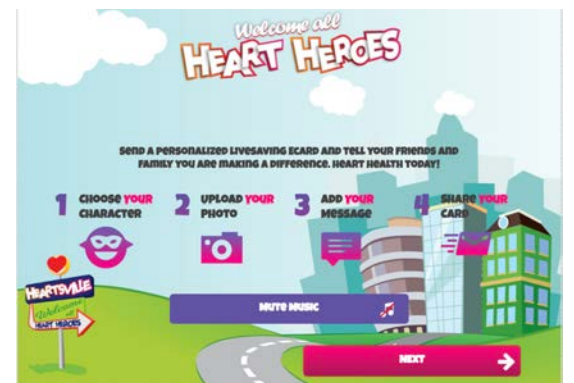 Welcome all
HEART HEROES
SEND A PERSONALIZED LIVESAVING ECARD AND TELL YOUR FRIENDS AND
FAMILY YOU ARE MAKING A DIFFERENCE. HEART HEALTH TODAY!
1 CHOOSE YOUR
CHARACTER
2 UPLOAD YOUR
PHOTO
3 ADD YOUR
MESSAGE
4 SHARE YOUR
CARD
HEARTSVILLE
Welcome
all
HEART HEROES
MUTE MUSIC
NEXT